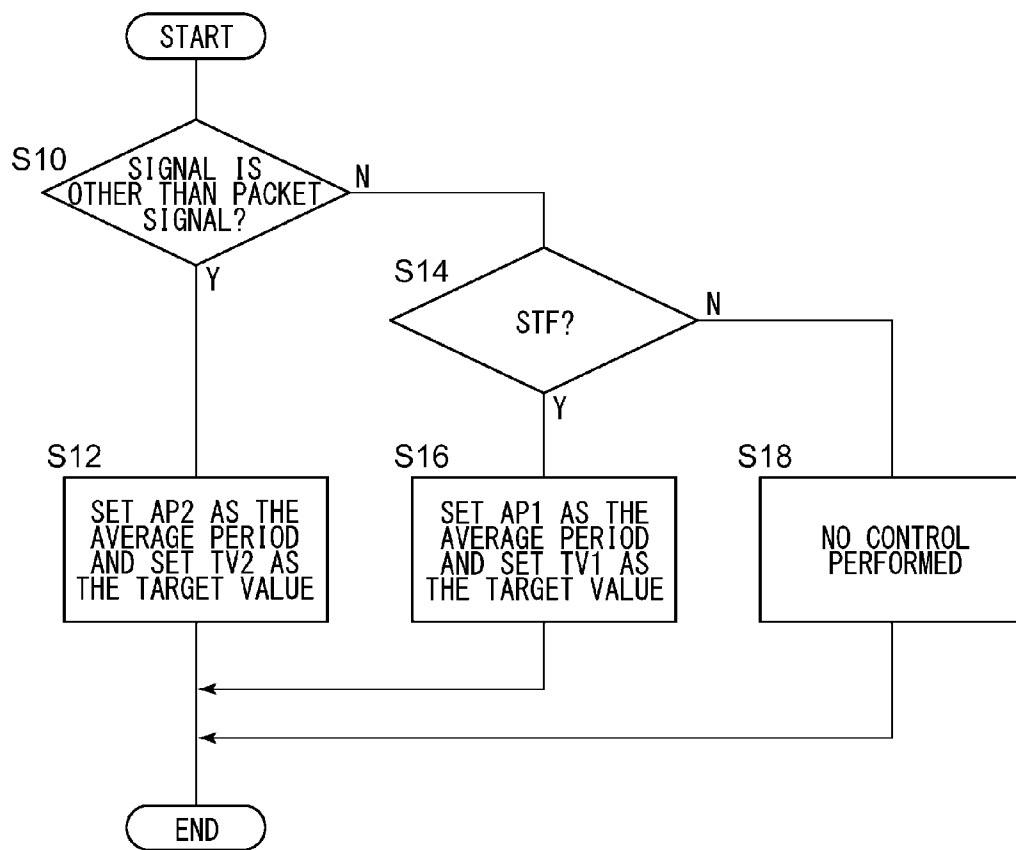 START
S10
SIGNAL IS
OTHER THAN PACKET
SIGNAL?
N
Y
S14
STF?
N
Y
S12
SET AP2 AS THE
AVERAGE PERIOD
AND SET TV2 AS
THE TARGET VALUE
S16
SET AP1 AS THE
AVERAGE PERIOD
AND SET TV1 AS
THE TARGET VALUE
S18
NO CONTROL
PERFORMED
END